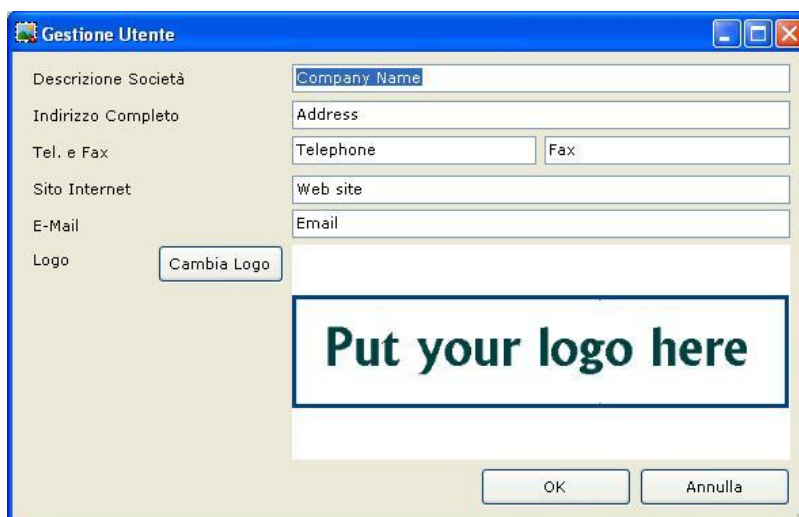 Gestione Utente
Descrizione Società Company Name
Indirizzo Completo Address
Tel. e Fax Telephone Fax
Sito Internet Web site
E-Mail Email
Logo Cambia Logo
Put your logo here
OK Annulla